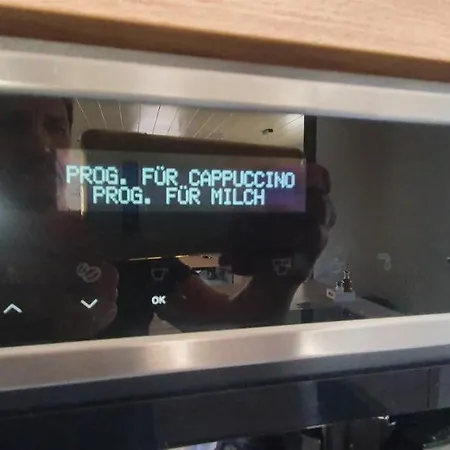 PROG. FÜR CAPPUCCINO
PROG. FÜR MILCH
OK